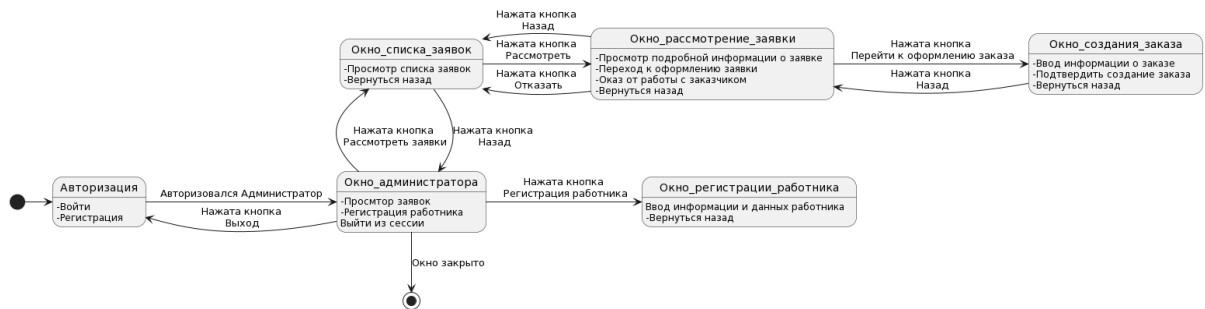 Нажата кнопка
Назад
Окно_списка_заявок
-Просмотр списка заявок
-Вернуться назад
Нажата кнопка
Рассмотреть
Нажата кнопка
Отказать
Окно_рассмотрение_заявки
-Просмотр подробной информации о заявке
-Переход к оформлению заявки
-Оказ от работы с заказчиком
-Вернуться назад
Нажата кнопка
Перейти к оформлению заказа
Нажата кнопка
Назад
Окно_создания_заказа
-Ввод информации о заказе
-Подтвердить создание заказа
-Вернуться назад
Нажата кнопка
Рассмотреть заявки
Нажата кнопка
Назад
Авторизация
-Войти
-Регистрация
Авторизовался Администратор
Нажата кнопка
Выход
Окно_администратора
-Просмтор заявок
-Регистрация работника
Выйти из сессии
Нажата кнопка
Регистрация работника
Окно_регистрации_работника
Ввод информации и данных работника
-Вернуться назад
Окно закрыто